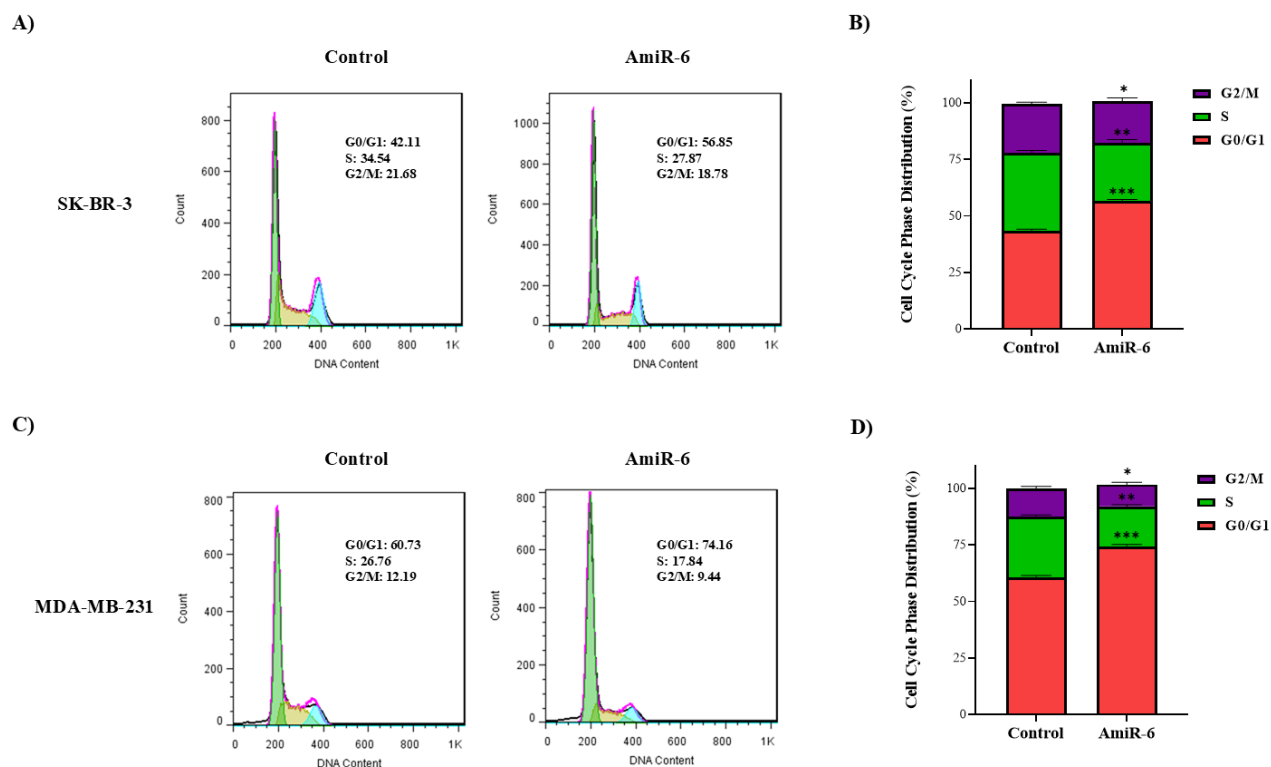 A)
Control
AmiR-6
B)
SK-BR-3
Count
800
600
400
200
0
G0/G1: 42.11
S: 34.54
G2/M: 21.68
0 200 400 600 800 1K
DNA Content
Count
1000
800
600
400
200
0
G0/G1: 56.85
S: 27.87
G2/M: 18.78
0 200 400 600 800 1K
DNA Content
Cell Cycle Phase Distribution (%)
100
75
50
25
0
*
**
***
Control AmiR-6
G2/M
S
G0/G1
C)
Control
AmiR-6
D)
MDA-MB-231
Count
800
600
400
200
0
G0/G1: 60.73
S: 26.76
G2/M: 12.19
0 200 400 600 800 1K
DNA Content
Count
800
600
400
200
0
G0/G1: 74.16
S: 17.84
G2/M: 9.44
0 200 400 600 800 1K
DNA Content
Cell Cycle Phase Distribution (%)
100
75
50
25
0
*
**
***
Control AmiR-6
G2/M
S
G0/G1